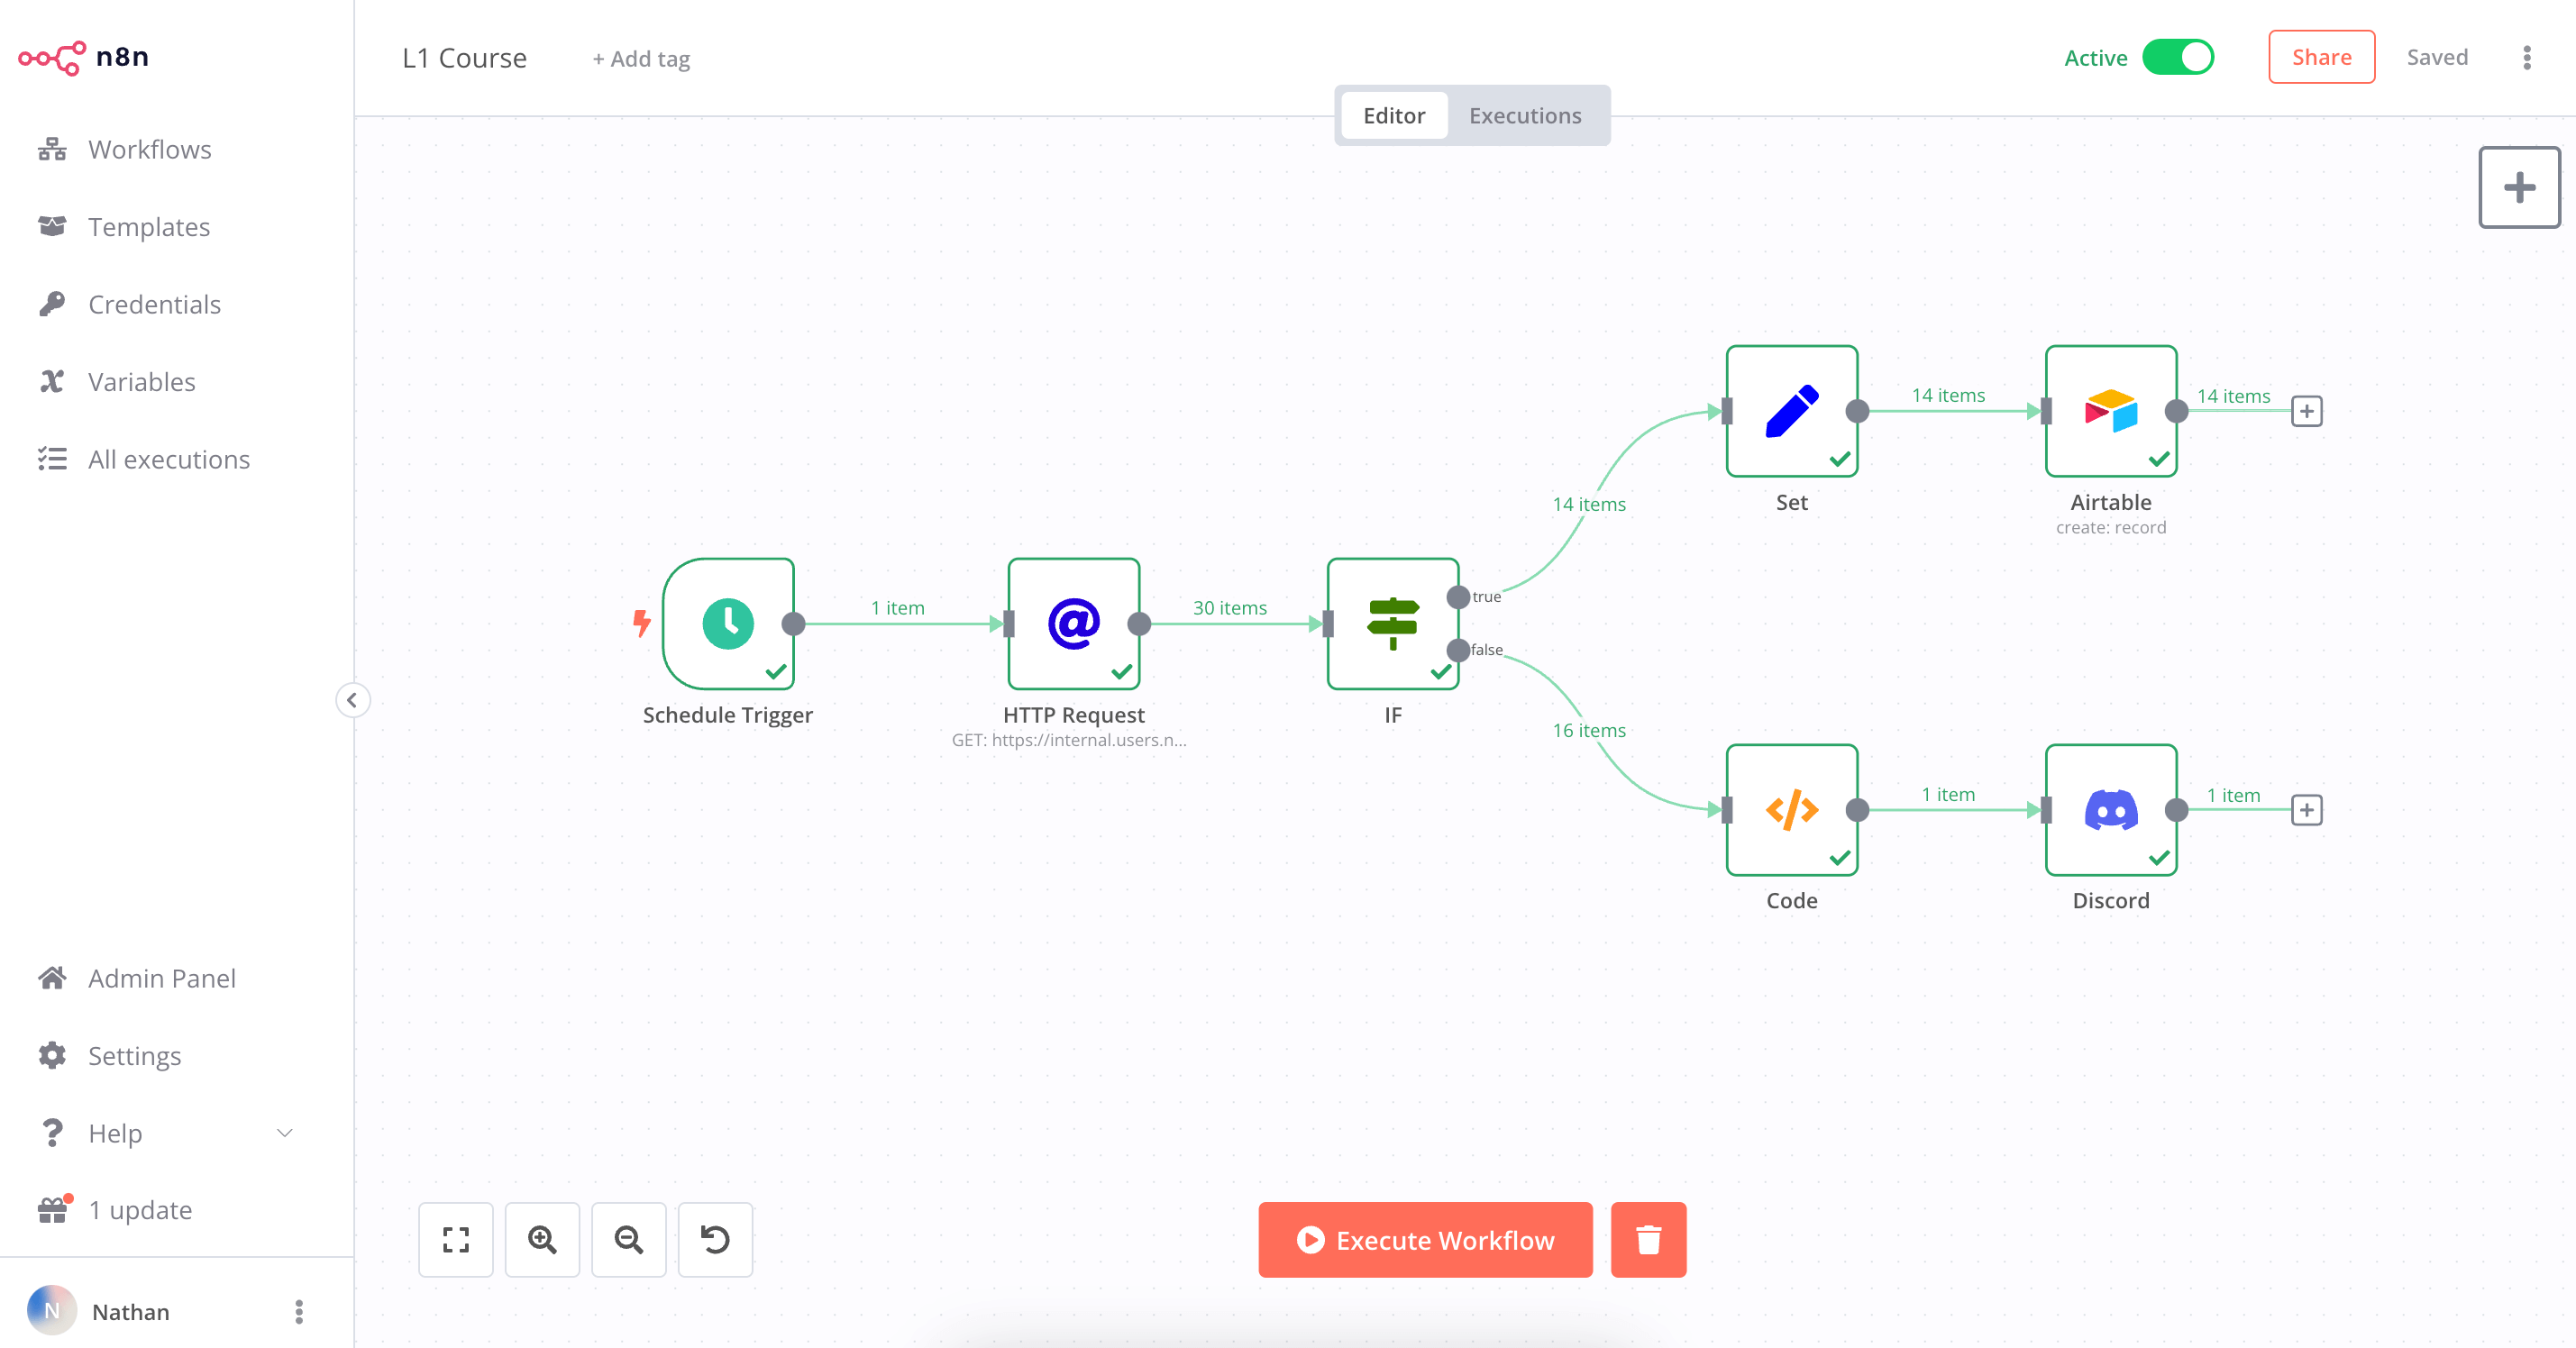 n8n
Workflows
Templates
Credentials
Variables
All executions
Admin Panel
Settings
Help
1 update
N
Nathan
L1 Course
+ Add tag
Active
Share
Saved
Editor
Executions
Schedule Trigger
1 item
HTTP Request
GET: https://internal.users.n...
30 items
IF
true
false
14 items
Set
14 items
Airtable
create: record
14 items
16 items
Code
1 item
Discord
1 item
Execute Workflow